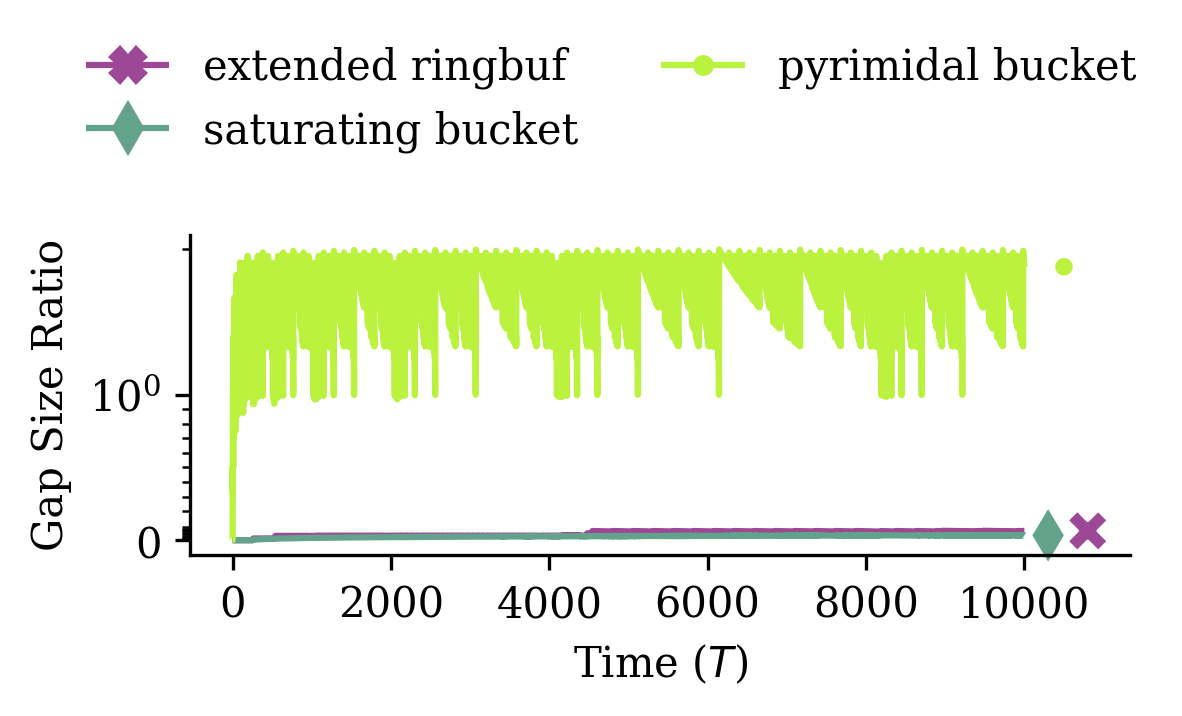 extended ringbuf
pyrimidal bucket
saturating bucket
Gap Size Ratio
10⁰
0
0 2000 4000 6000 8000 10000
Time (T)